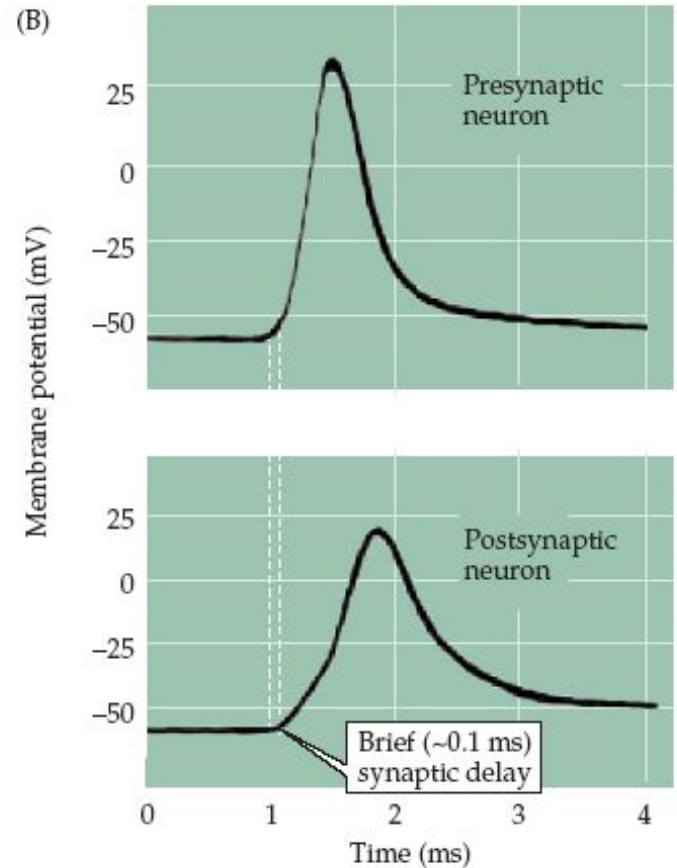 (B)
Membrane potential (mV)
25
0
−25
−50
Presynaptic
neuron
25
0
−25
−50
Postsynaptic
neuron
Brief (~0.1 ms)
synaptic delay
0 1 2 3 4
Time (ms)